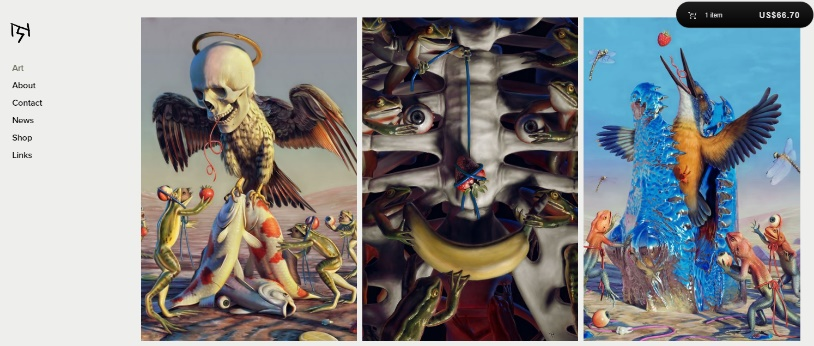 1 item US$66.70
Art
About
Contact
News
Shop
Links